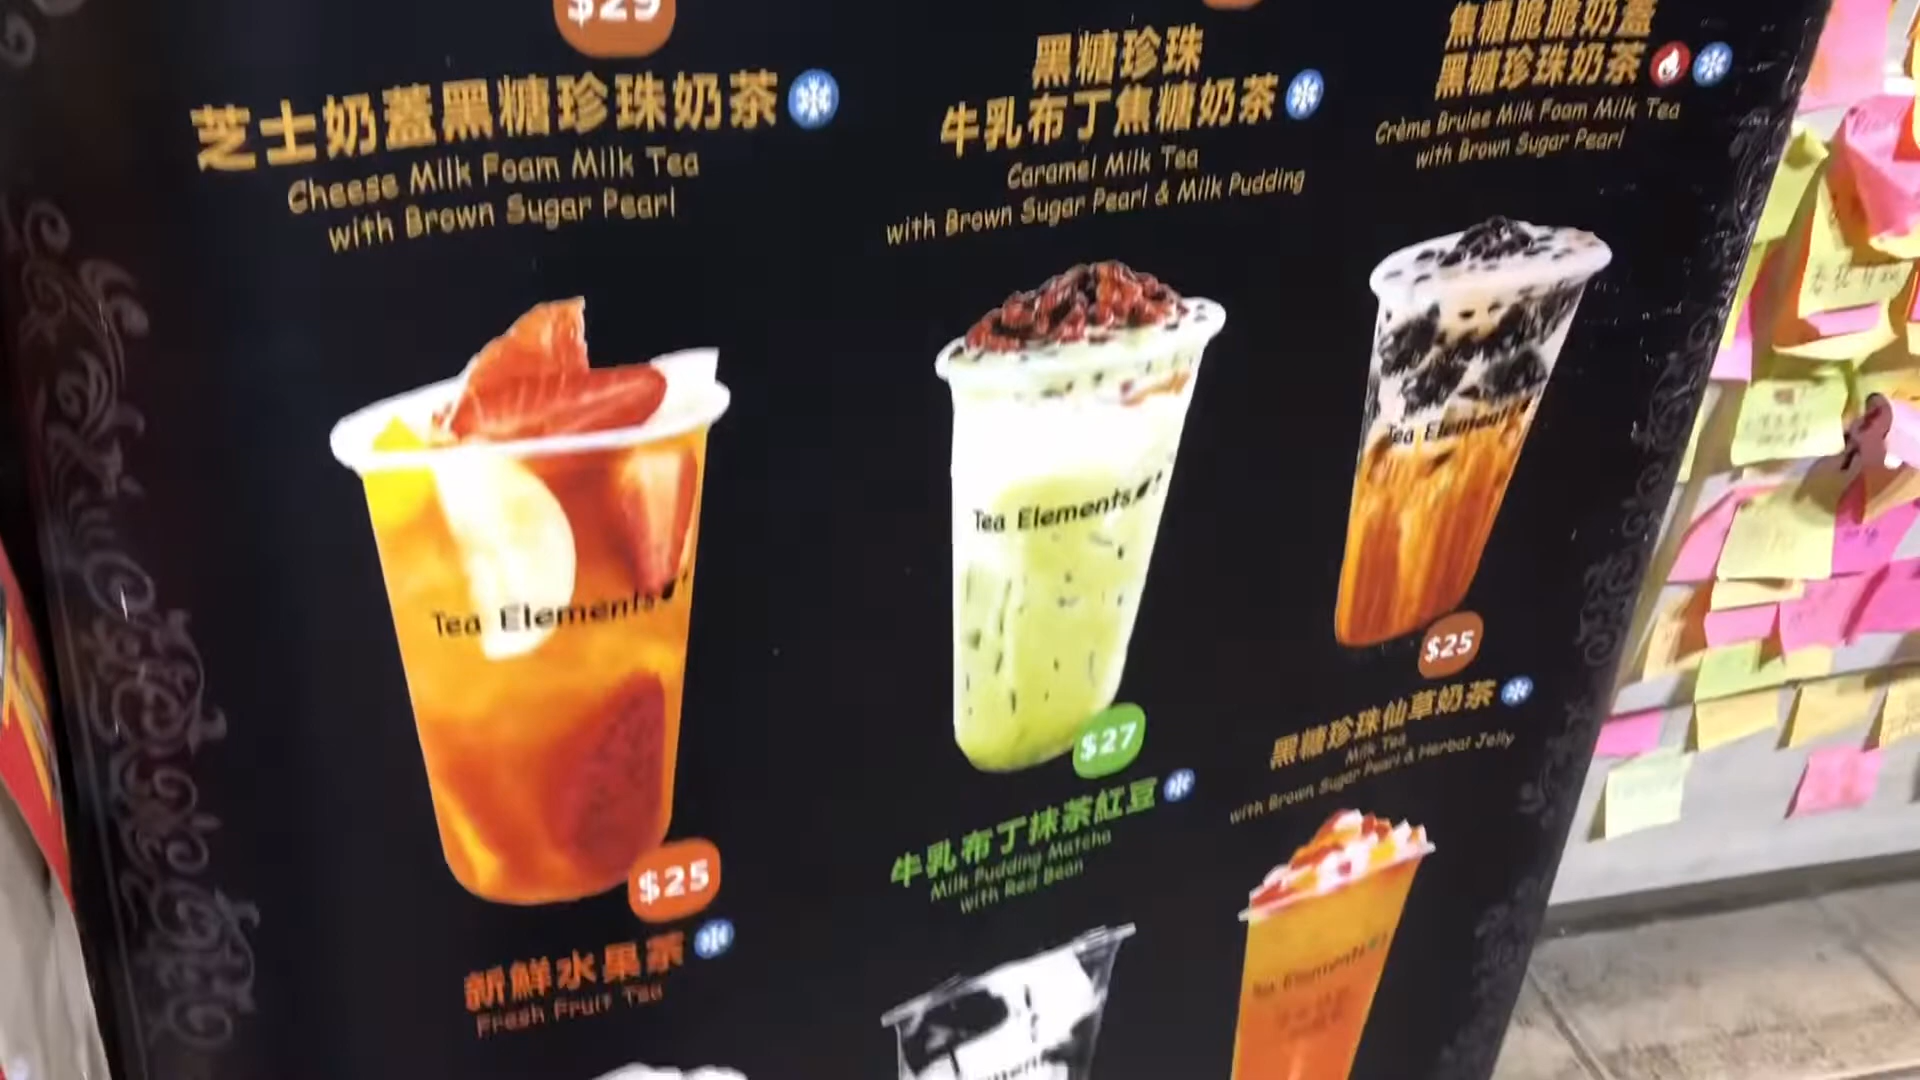 $29
芝士奶蓋黑糖珍珠奶茶
Cheese Milk Foam Milk Tea
with Brown Sugar Pearl
黑糖珍珠
牛乳布丁焦糖奶茶
Caramel Milk Tea
with Brown Sugar Pearl & Milk Pudding
焦糖脆脆奶蓋
黑糖珍珠奶茶
Crème Brulee Milk Foam Milk Tea
with Brown Sugar Pearl
Tea Elements
$25
新鮮水果茶
Fresh Fruit Tea
Tea Elements
$27
牛乳布丁抹茶紅豆
Milk Pudding Matcha
with Red Bean
Tea Elements
$25
黑糖珍珠仙草奶茶
Milk Tea
with Brown Sugar Pearl & Herbal Jelly
Tea Elements